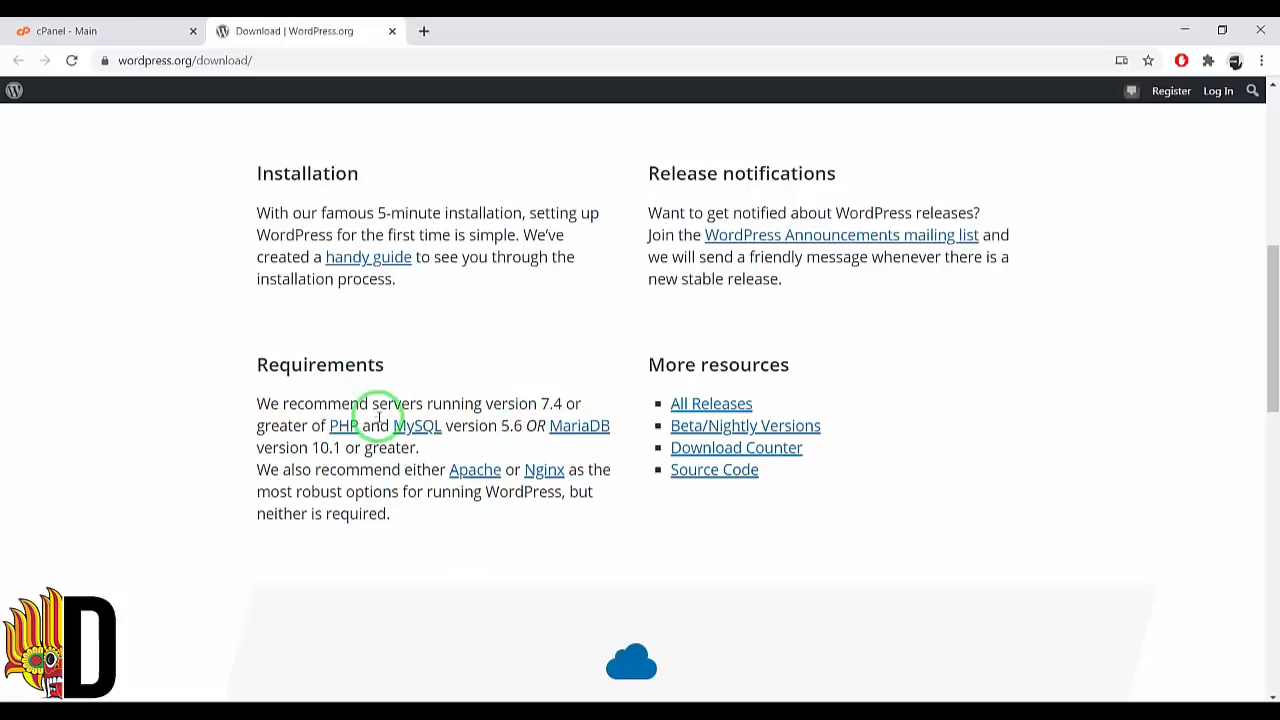 cPanel - Main
Download | WordPress.org
wordpress.org/download/
Register
Log In
Installation
With our famous 5-minute installation, setting up
WordPress for the first time is simple. We’ve
created a handy guide to see you through the
installation process.
Release notifications
Want to get notified about WordPress releases?
Join the WordPress Announcements mailing list and
we will send a friendly message whenever there is a
new stable release.
Requirements
We recommend servers running version 7.4 or
greater of PHP and MySQL version 5.6 OR MariaDB
version 10.1 or greater.
We also recommend either Apache or Nginx as the
most robust options for running WordPress, but
neither is required.
More resources
All Releases
Beta/Nightly Versions
Download Counter
Source Code
D